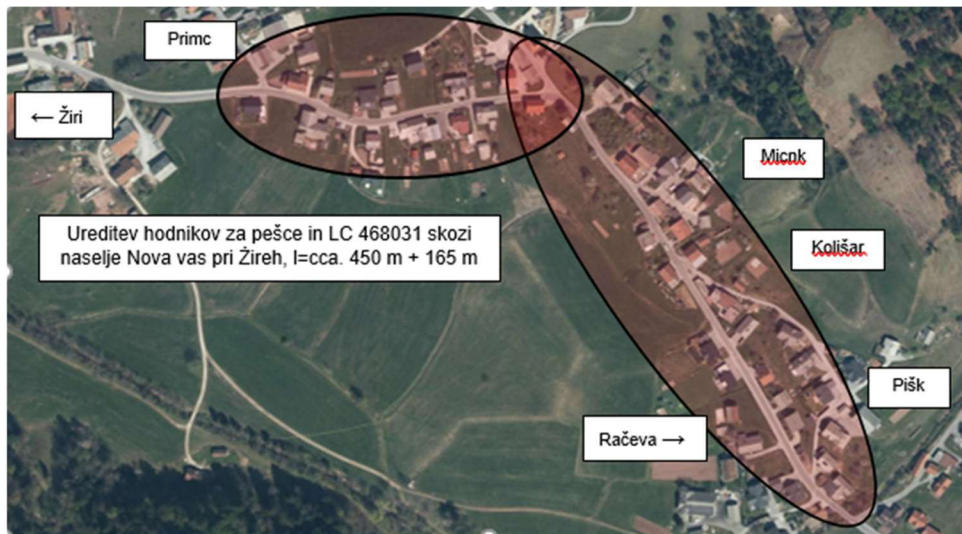 Primc
← Žiri
Micnk
Ureditev hodnikov za pešce in LC 468031 skozi
naselje Nova vas pri Žireh, l=cca. 450 m + 165 m
Kolišar
Pišk
Račeva →